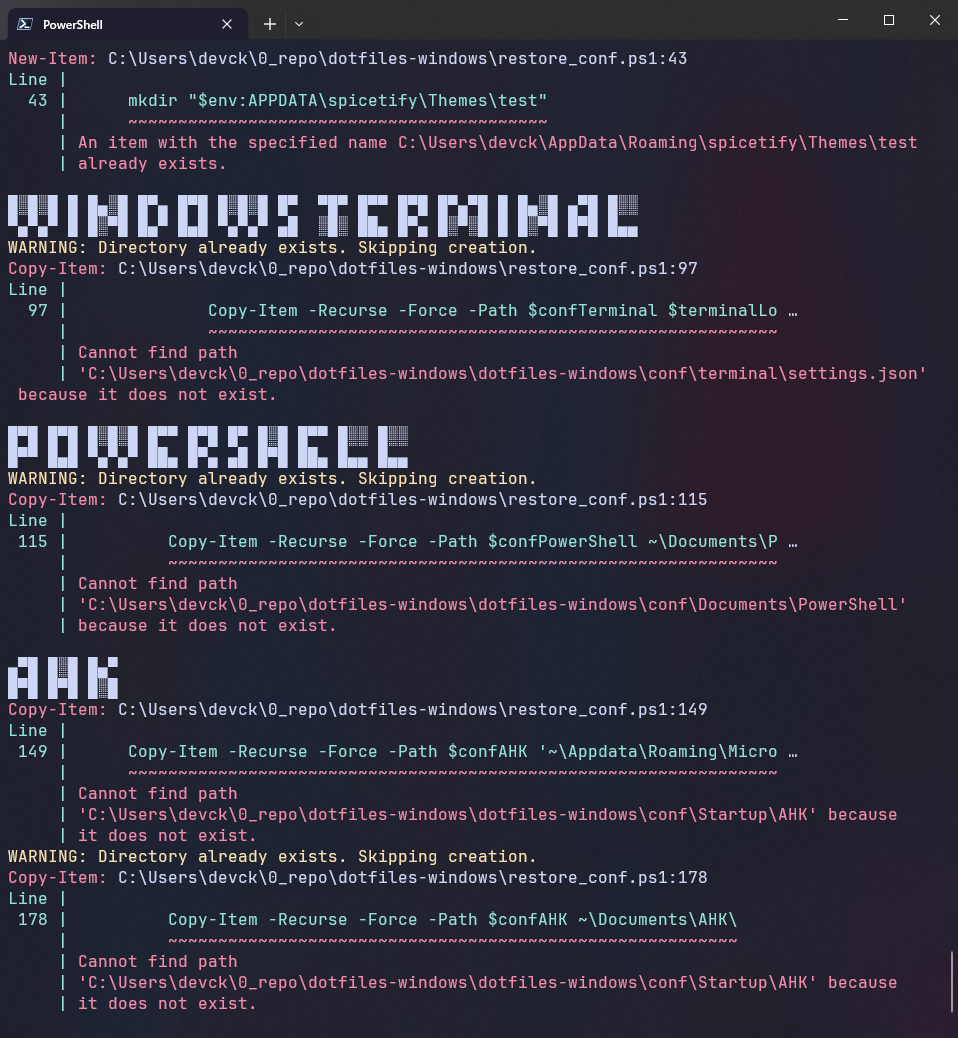 PowerShell
New-Item: C:\Users\devck\0_repo\dotfiles-windows\restore_conf.ps1:43
Line |
43 | mkdir "$env:APPDATA\spicetify\Themes\test"
| ~~~~~~~~~~~~~~~~~~~~~~~~~~~~~~~~~~~~~~~~~~
| An item with the specified name C:\Users\devck\AppData\Roaming\spicetify\Themes\test
| already exists.
WINDOWS TERMINAL
WARNING: Directory already exists. Skipping creation.
Copy-Item: C:\Users\devck\0_repo\dotfiles-windows\restore_conf.ps1:97
Line |
97 | Copy-Item -Recurse -Force -Path $confTerminal $terminalLo …
| ~~~~~~~~~~~~~~~~~~~~~~~~~~~~~~~~~~~~~~~~~~~~~~~~~~~~~~~~~
| Cannot find path
| 'C:\Users\devck\0_repo\dotfiles-windows\dotfiles-windows\conf\terminal\settings.json'
because it does not exist.
POWERSHELL
WARNING: Directory already exists. Skipping creation.
Copy-Item: C:\Users\devck\0_repo\dotfiles-windows\restore_conf.ps1:115
Line |
115 | Copy-Item -Recurse -Force -Path $confPowerShell ~\Documents\P …
| ~~~~~~~~~~~~~~~~~~~~~~~~~~~~~~~~~~~~~~~~~~~~~~~~~~~~~~~~~~~~~
| Cannot find path
| 'C:\Users\devck\0_repo\dotfiles-windows\dotfiles-windows\conf\Documents\PowerShell'
| because it does not exist.
AHK
Copy-Item: C:\Users\devck\0_repo\dotfiles-windows\restore_conf.ps1:149
Line |
149 | Copy-Item -Recurse -Force -Path $confAHK '~\Appdata\Roaming\Micro …
| ~~~~~~~~~~~~~~~~~~~~~~~~~~~~~~~~~~~~~~~~~~~~~~~~~~~~~~~~~~~~~~~~~
| Cannot find path
| 'C:\Users\devck\0_repo\dotfiles-windows\dotfiles-windows\conf\Startup\AHK' because
| it does not exist.
WARNING: Directory already exists. Skipping creation.
Copy-Item: C:\Users\devck\0_repo\dotfiles-windows\restore_conf.ps1:178
Line |
178 | Copy-Item -Recurse -Force -Path $confAHK ~\Documents\AHK\
| ~~~~~~~~~~~~~~~~~~~~~~~~~~~~~~~~~~~~~~~~~~~~~~~~~~~~~~~~~
| Cannot find path
| 'C:\Users\devck\0_repo\dotfiles-windows\dotfiles-windows\conf\Startup\AHK' because
| it does not exist.